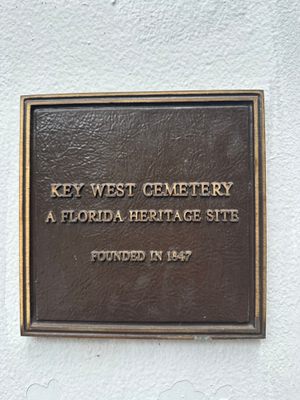 KEY WEST CEMETERY
A FLORIDA HERITAGE SITE
FOUNDED IN 1847